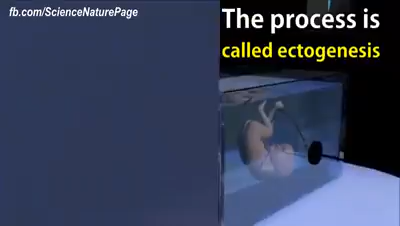 fb.com/ScienceNaturePage
The process is
called ectogenesis